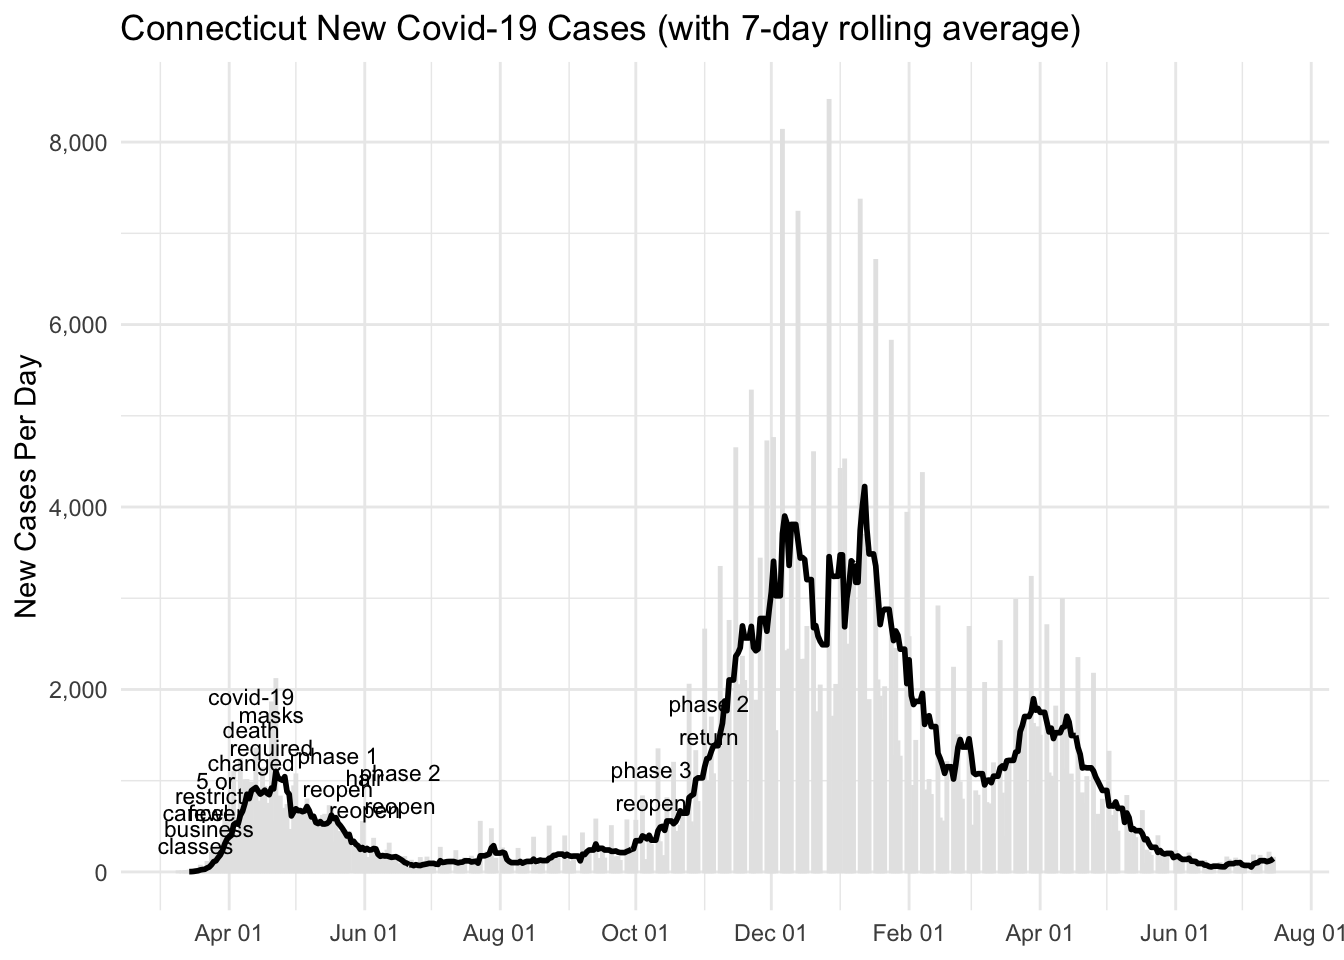 Connecticut New Covid-19 Cases (with 7-day rolling average)
New Cases Per Day
8,000
6,000
4,000
2,000
0
covid-19
masks
death
required
changed
5 or
restrict
fewer
business
classes
phase 1
hair
phase 2
reopen
reopen
reopen
phase 2
return
phase 3
reopen
Apr 01
Jun 01
Aug 01
Oct 01
Dec 01
Feb 01
Apr 01
Jun 01
Aug 01